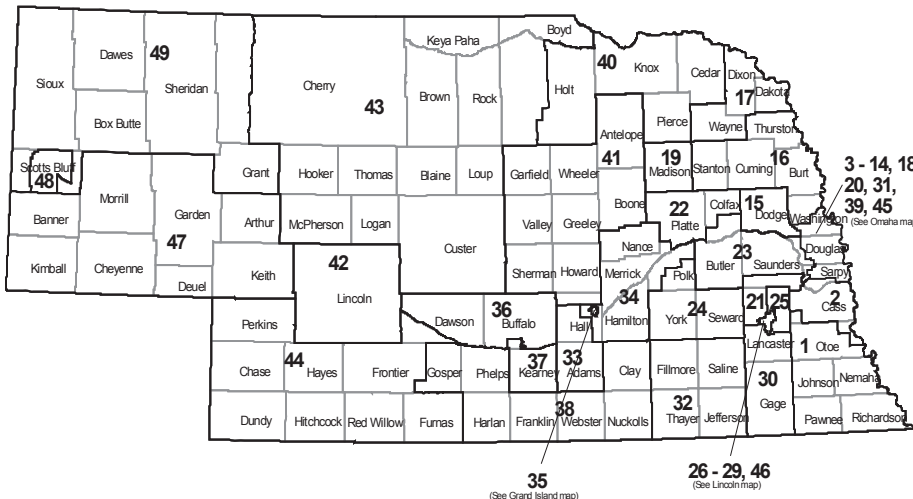 Boyd
Keya Paha
49
Dawes
40
Cedar
Dixon
Sioux
Knox
Dakota
Sheridan
Cherry
Holt
17
43
Brown
Rock
Box Butte
Pierce
Wayne
Thurston
Antelope
Scotts Bluff
41
19
16
3 - 14, 18
48
Grant
Hooker
Thomas
Blaine
Loup
Garfield
Wheeler
Madison
Stanton
Cuming
Burt
20, 31,
Morrill
Garden
Boone
Colfax
15
39, 45
Banner
Arthur
McPherson
Logan
Valley
Greeley
22
Dodge
Washington
(See Omaha map)
47
Custer
Platte
Nance
23
Douglas
Kimball
Cheyenne
Keith
42
Sherman
Howard
Merrick
Butler
Saunders
Sarpy
Deuel
Lincoln
Polk
34
21
25
2
36
Cass
Perkins
Dawson
Buffalo
Hall
Hamilton
York
24
Seward
Lancaster
Otoe
44
37
33
1
Chase
Hayes
Frontier
Gosper
Phelps
Kearney
Adams
Clay
Fillmore
Saline
30
Johnson
Nemaha
38
32
Gage
Dundy
Hitchcock
Red Willow
Furnas
Harlan
Franklin
Webster
Nuckolls
Thayer
Jefferson
Pawnee
Richardson
35
(See Grand Island map)
26 - 29, 46
(See Lincoln map)